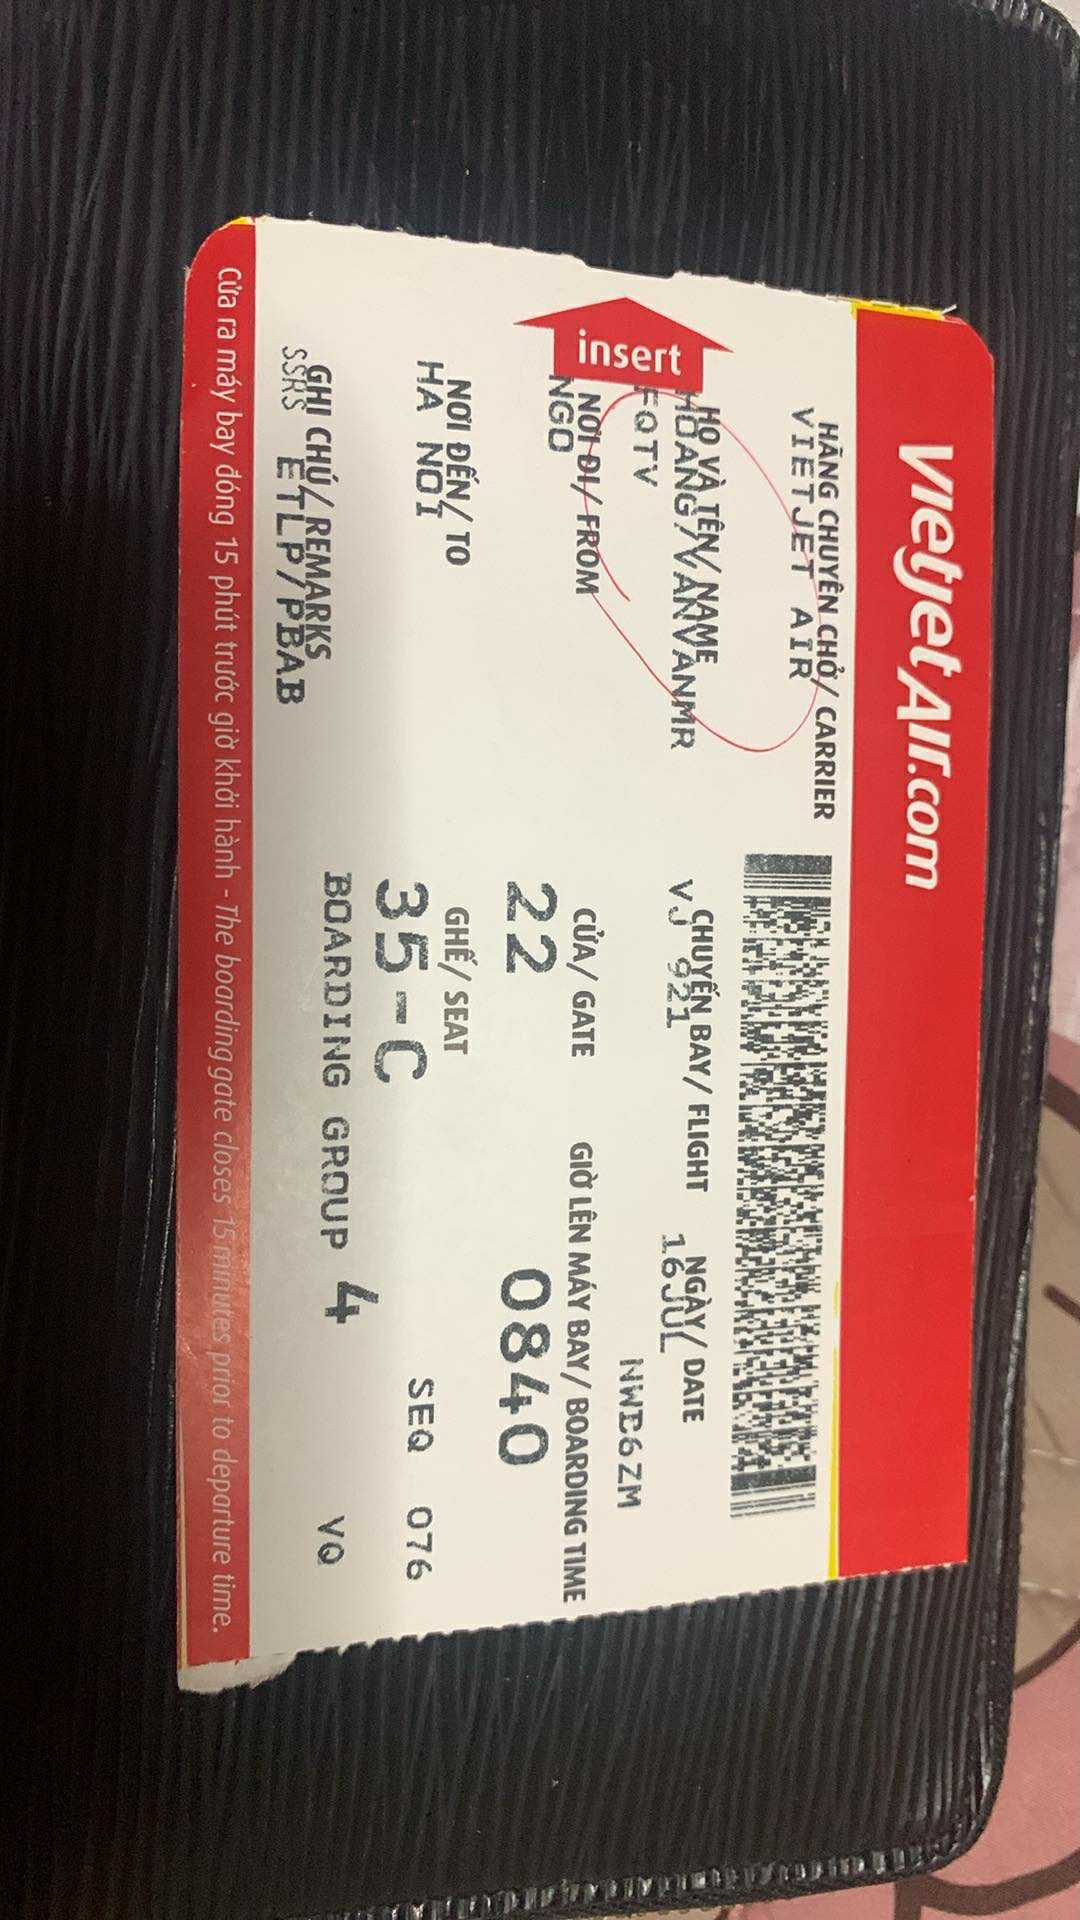 vietjetAir.com
HÃNG CHUYÊN CHỞ/ CARRIER
VIETJET AIR
HỌ VÀ TÊN/ NAME
HOANG/VANVANMR
CHUYẾN BAY/ FLIGHT
VJ 921
NGÀY/ DATE
16JUL
insert
FQTV
NOI ĐI/ FROM
NGO
CỬA/ GATE
22
GIỜ LÊN MÁY BAY/ BOARDING TIME
0840
NƠI ĐẾN/ TO
HA NOI
GHẾ/ SEAT
35-C
SEQ 076
GHI CHÚ/ REMARKS
SSRS ETLP/PBAB
BOARDING GROUP 4
VQ
Cửa ra máy bay đóng 15 phút trước giờ khởi hành - The boarding gate closes 15 minutes prior to departure time.